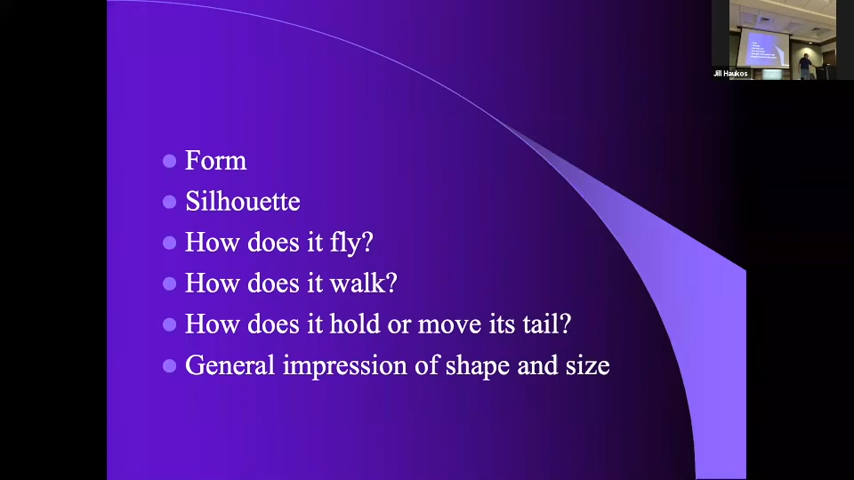 Form
Silhouette
How does it fly?
How does it walk?
How does it hold or move its tail?
General impression of shape and size
Jill Haukos